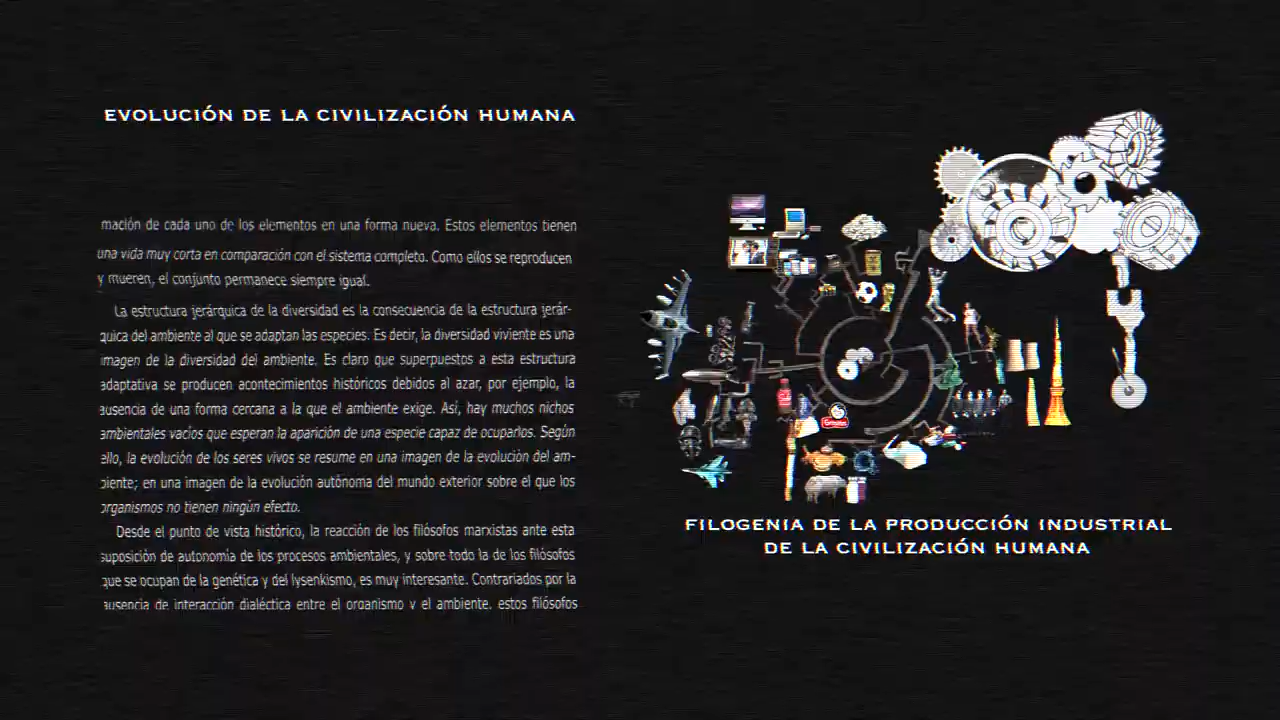 EVOLUCIÓN DE LA CIVILIZACIÓN HUMANA
mación de cada uno de los elementos en una forma nueva. Estos elementos tienen
una vida muy corta en comparación con el sistema completo. Como ellos se reproducen
y mueren, el conjunto permanece siempre igual.
La estructura jerárquica de la diversidad es la consecuencia de la estructura jerár-
quica del ambiente al que se adaptan las especies. Es decir, la diversidad viviente es una
imagen de la diversidad del ambiente. Es claro que superpuestos a esta estructura
adaptativa se producen acontecimientos históricos debidos al azar, por ejemplo, la
ausencia de una forma cercana a la que el ambiente exige. Así, hay muchos nichos
ambientales vacíos que esperan la aparición de una especie capaz de ocuparlos. Según
ello, la evolución de los seres vivos se resume en una imagen de la evolución del am-
biente; en una imagen de la evolución autónoma del mundo exterior sobre el que los
organismos no tienen ningún efecto.
Desde el punto de vista histórico, la reacción de los filósofos marxistas ante esta
suposición de autonomía de los procesos ambientales, y sobre todo la de los filósofos
que se ocupan de la genética y del lysenkismo, es muy interesante. Contrariados por la
ausencia de interacción dialéctica entre el organismo y el ambiente, estos filósofos
FILOGENIA DE LA PRODUCCIÓN INDUSTRIAL
DE LA CIVILIZACIÓN HUMANA